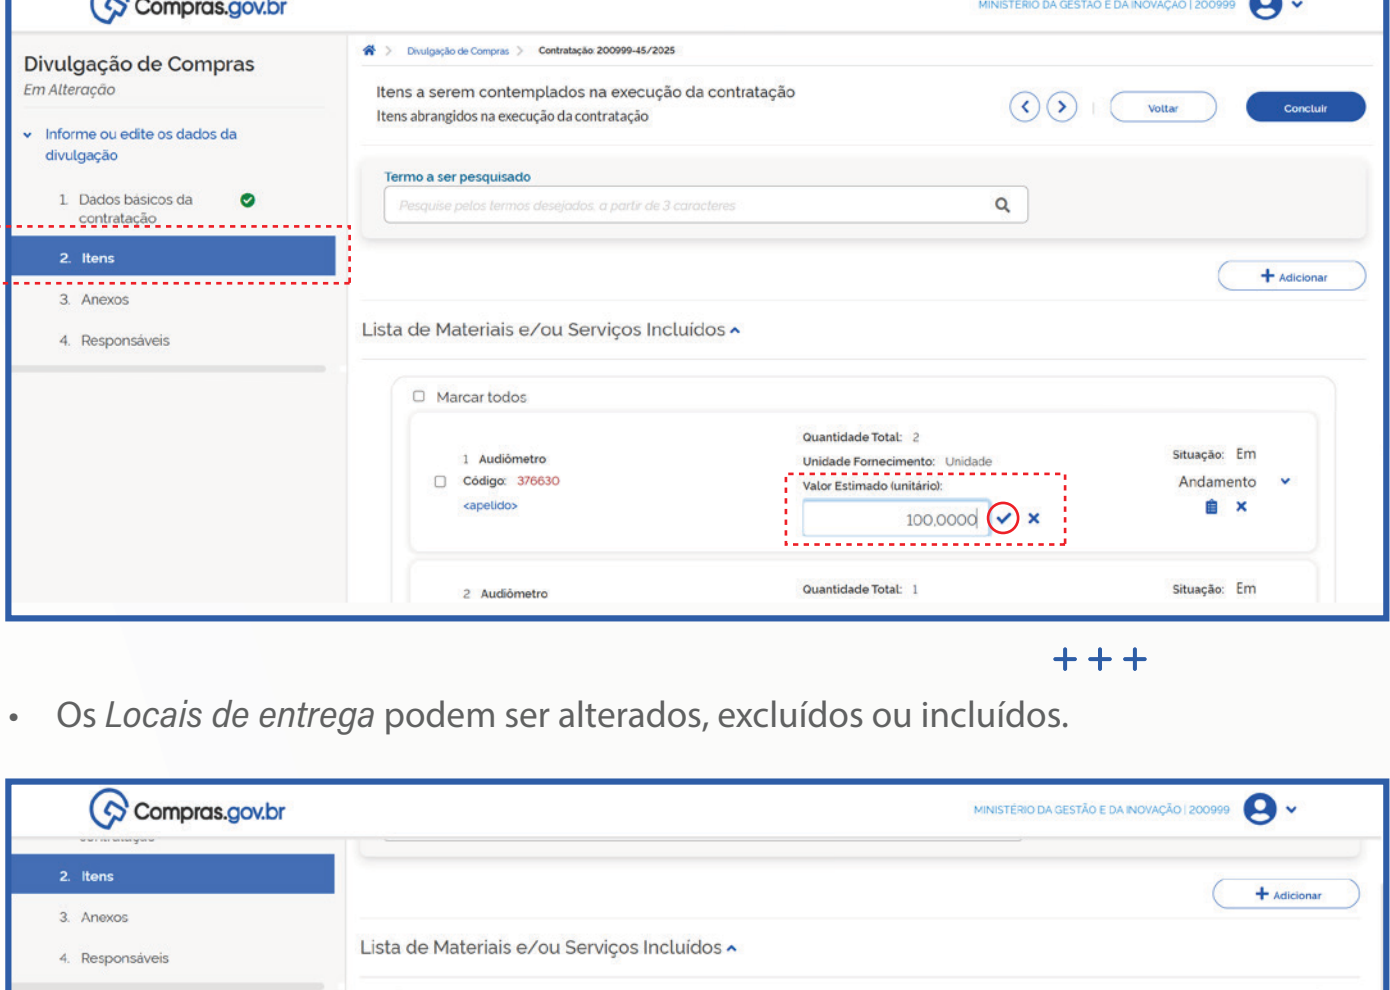 Compras.gov.br
MINISTÉRIO DA GESTÃO E DA INOVAÇÃO | 200999
Divulgação de Compras
Em Alteração
Informe ou edite os dados da
divulgação
1. Dados básicos da
contratação
2. Itens
3. Anexos
4. Responsáveis
> Divulgação de Compras > Contratação: 200999-45/2025
Itens a serem contemplados na execução da contratação
Itens abrangidos na execução da contratação
Voltar
Concluir
Termo a ser pesquisado
Pesquise pelos termos desejados, a partir de 3 caracteres
+ Adicionar
Lista de Materiais e/ou Serviços Incluídos
Marcar todos
1 Audiômetro
Código: 376630
<apelido>
Quantidade Total: 2
Unidade Fornecimento: Unidade
Valor Estimado (unitário):
100,0000
Situação: Em
Andamento
2 Audiômetro
Quantidade Total: 1
Situação: Em
+ + +
• Os Locais de entrega podem ser alterados, excluídos ou incluídos.
Compras.gov.br
MINISTÉRIO DA GESTÃO E DA INOVAÇÃO | 200999
contratação
2. Itens
3. Anexos
4. Responsáveis
+ Adicionar
Lista de Materiais e/ou Serviços Incluídos